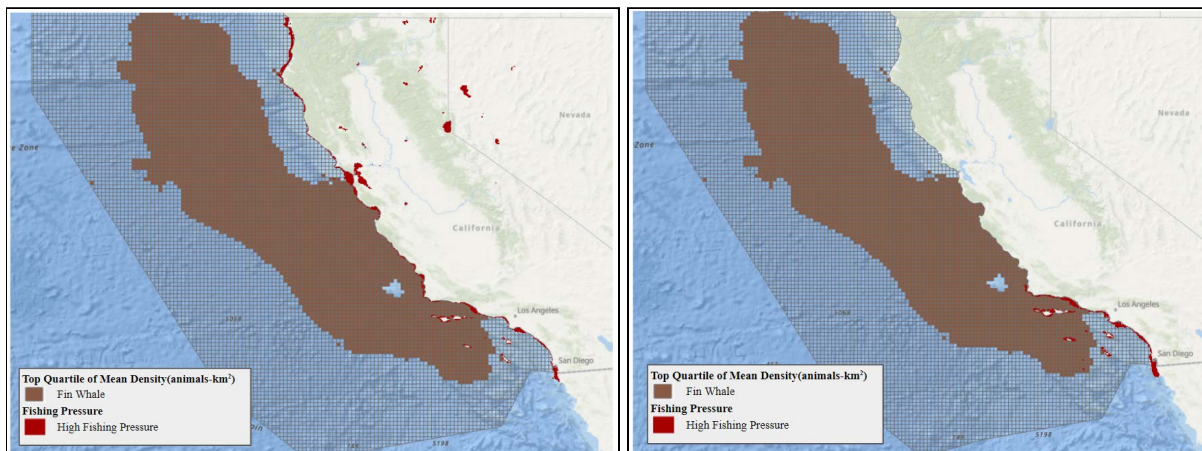 Nevada
e Zone
California
Los Angeles
San Diego
Top Quartile of Mean Density(animals-km²)
Fin Whale
Fishing Pressure
High Fishing Pressure
5198
Nevada
e Zone
California
Los Angeles
San Diego
Top Quartile of Mean Density(animals-km²)
Fin Whale
Fishing Pressure
High Fishing Pressure
5198